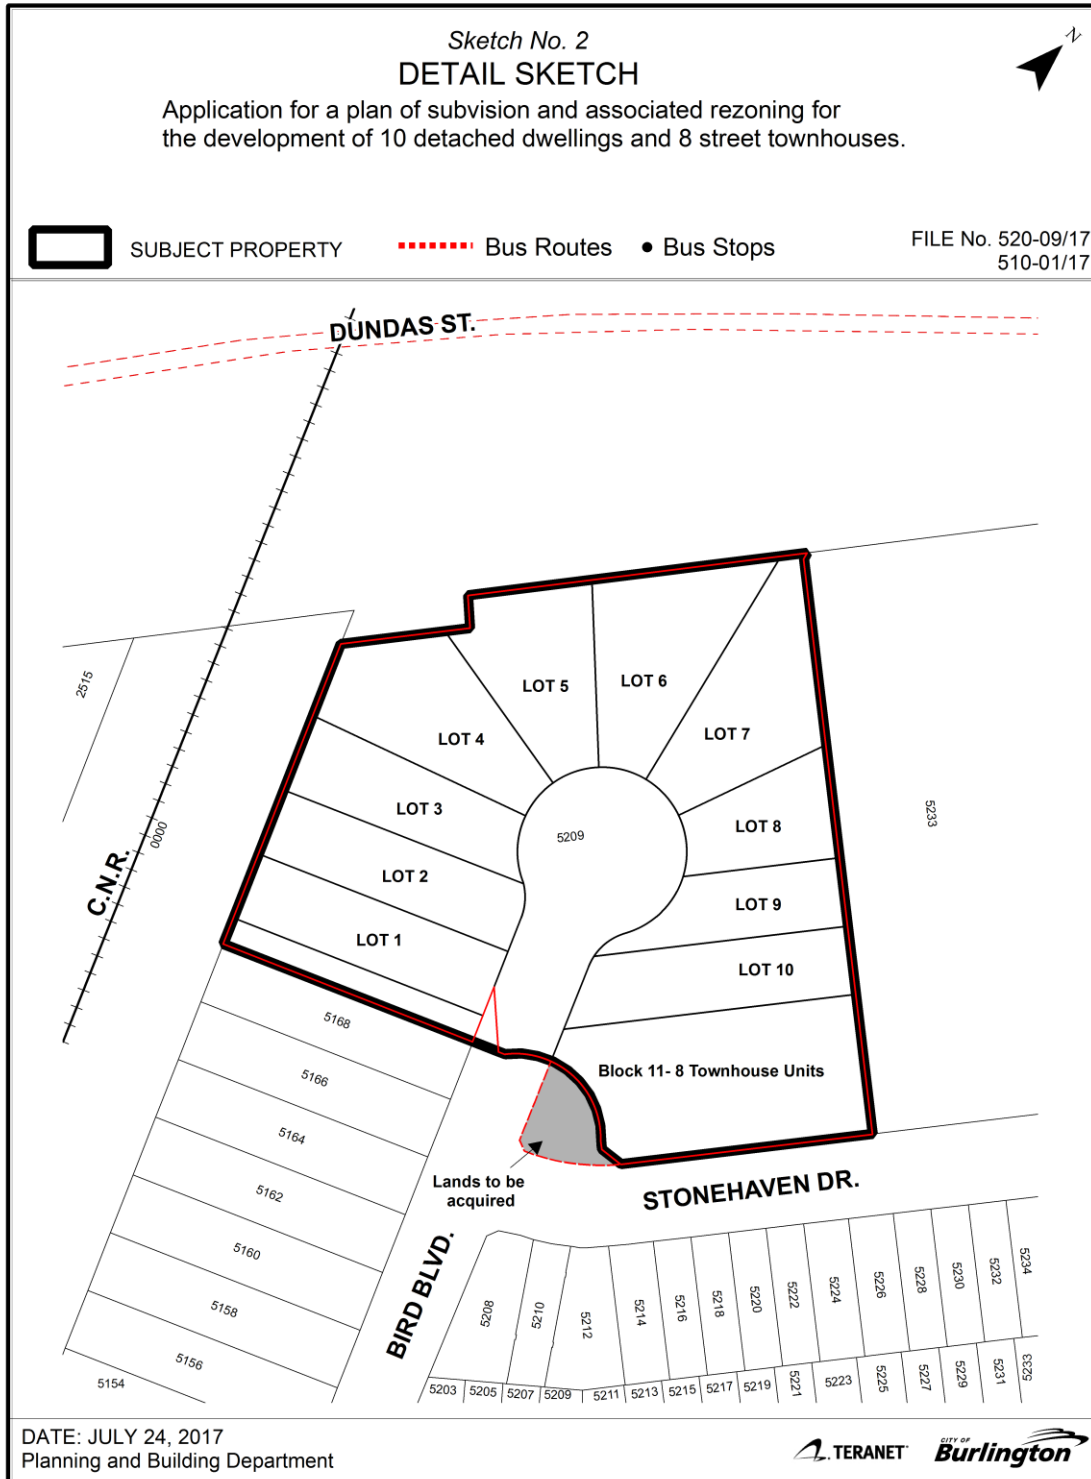 N
Sketch No. 2
DETAIL SKETCH
Application for a plan of subvision and associated rezoning for
the development of 10 detached dwellings and 8 street townhouses.
SUBJECT PROPERTY
Bus Routes
Bus Stops
FILE No. 520-09/17
510-01/17
DUNDAS ST.
2515
C.N.R.
0000
LOT 5
LOT 6
LOT 4
LOT 7
LOT 3
5209
LOT 8
5233
LOT 2
LOT 9
LOT 1
LOT 10
5168
5166
5164
5162
5160
5158
5156
5154
Block 11- 8 Townhouse Units
Lands to be
acquired
STONEHAVEN DR.
BIRD BLVD.
5208
5210
5212
5214
5216
5218
5220
5222
5224
5226
5228
5230
5232
5234
5203
5205
5207
5209
5211
5213
5215
5217
5219
5221
5223
5225
5227
5229
5231
5233
DATE: JULY 24, 2017
Planning and Building Department
TERANET
CITY OF
Burlington